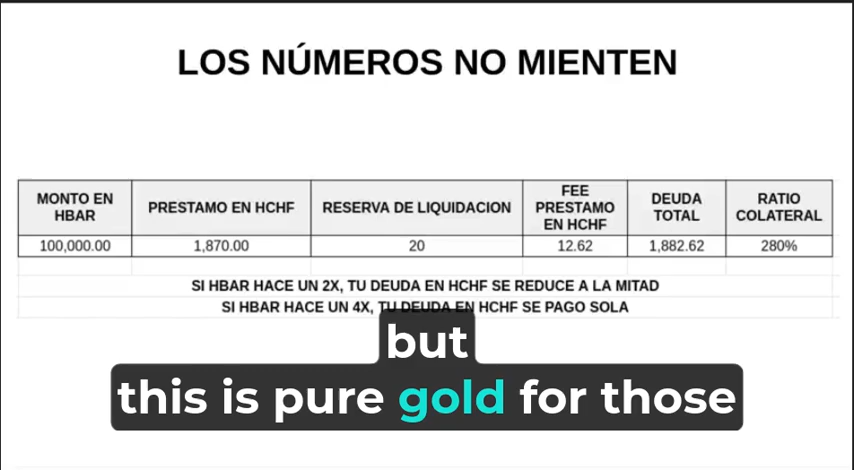 LOS NÚMEROS NO MIENTEN
MONTO EN HBAR
PRESTAMO EN HCHF
RESERVA DE LIQUIDACION
FEE PRESTAMO EN HCHF
DEUDA TOTAL
RATIO COLATERAL
100,000.00
1,870.00
20
12.62
1,882.62
280%
SI HBAR HACE UN 2X, TU DEUDA EN HCHF SE REDUCE A LA MITAD
SI HBAR HACE UN 4X, TU DEUDA EN HCHF SE PAGO SOLA
but
this is pure gold for those